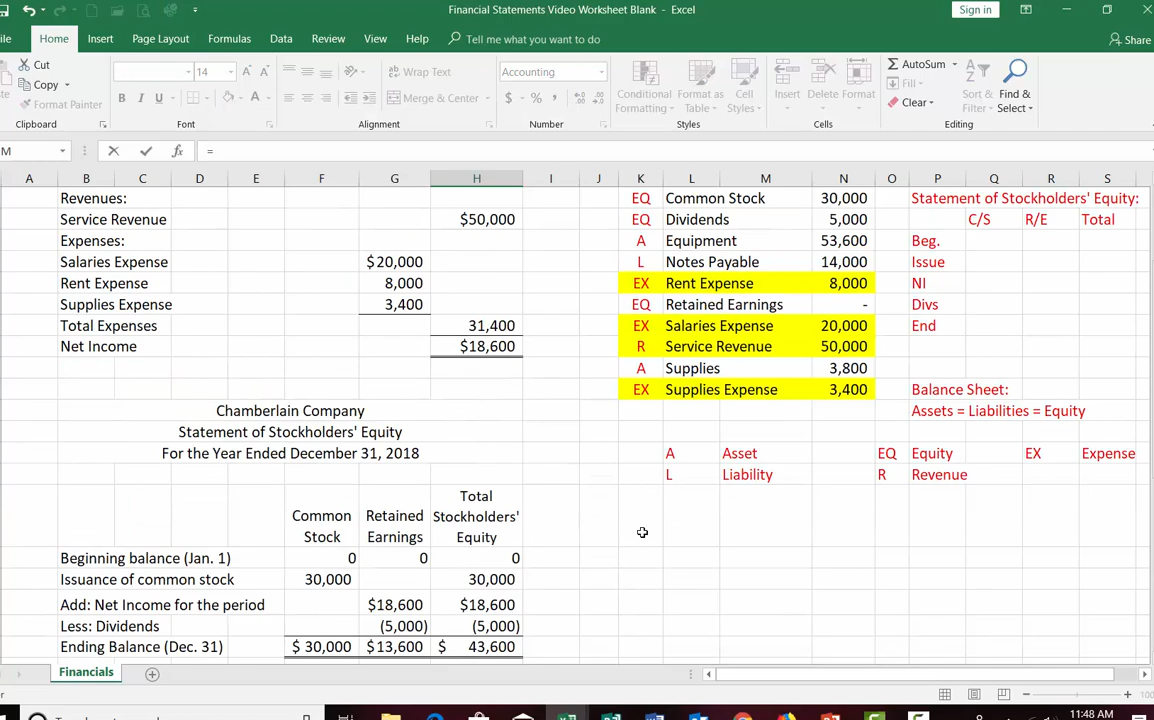 Financial Statements Video Worksheet Blank - Excel
Sign in
Home Insert Page Layout Formulas Data Review View Help Tell me what you want to do Share
Cut
Copy
Format Painter
14
Wrap Text
Merge & Center
Accounting
$ % ,
Conditional Formatting
Format as Table
Cell Styles
Insert Delete Format
AutoSum
Fill
Clear
Sort & Filter
Find & Select
Clipboard Font Alignment Number Styles Cells Editing
M fx =
A B C D E F G H I J K L M N O P Q R S
Revenues: EQ Common Stock 30,000 Statement of Stockholders' Equity:
Service Revenue $50,000 EQ Dividends 5,000 C/S R/E Total
Expenses: A Equipment 53,600 Beg.
Salaries Expense $20,000 L Notes Payable 14,000 Issue
Rent Expense 8,000 EX Rent Expense 8,000 NI
Supplies Expense 3,400 EQ Retained Earnings - Divs
Total Expenses 31,400 EX Salaries Expense 20,000 End
Net Income $18,600 R Service Revenue 50,000
A Supplies 3,800
EX Supplies Expense 3,400 Balance Sheet:
Chamberlain Company Assets = Liabilities = Equity
Statement of Stockholders' Equity
For the Year Ended December 31, 2018 A Asset EQ Equity EX Expense
L Liability R Revenue
Total
Common Retained Stockholders'
Stock Earnings Equity
Beginning balance (Jan. 1) 0 0 0
Issuance of common stock 30,000 30,000
Add: Net Income for the period $18,600 $18,600
Less: Dividends (5,000) (5,000)
Ending Balance (Dec. 31) $ 30,000 $13,600 $ 43,600
Financials
11:48 AM